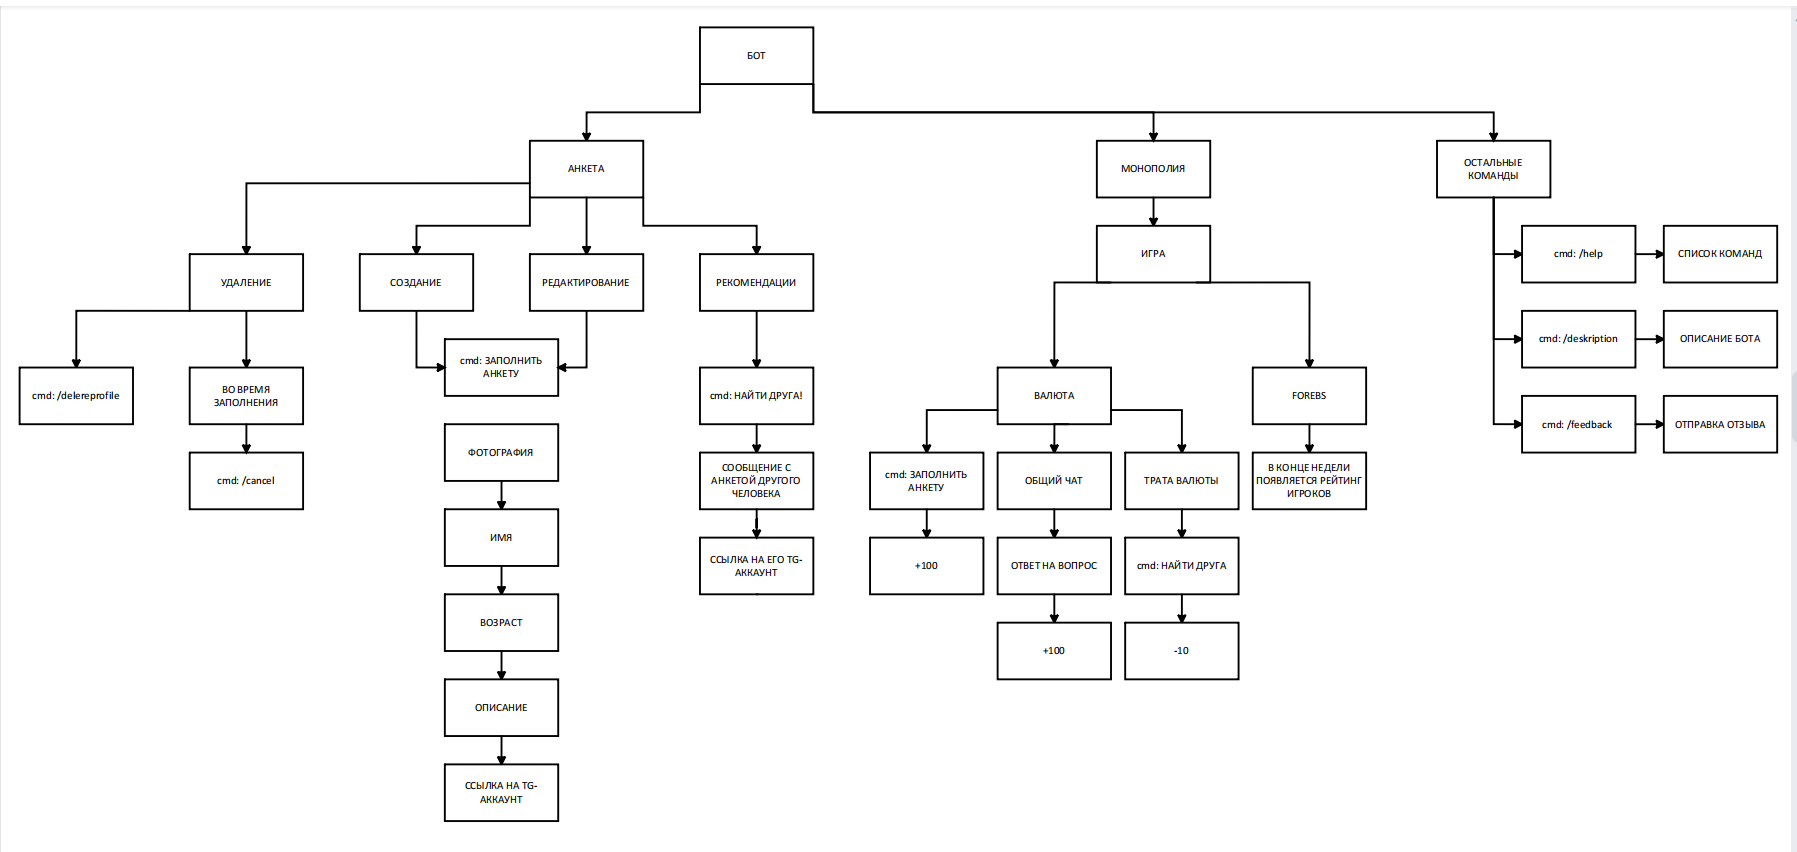 БОТ
АНКЕТА
МОНОПОЛИЯ
ОСТАЛЬНЫЕ
КОМАНДЫ
ИГРА
cmd: /help
СПИСОК КОМАНД
УДАЛЕНИЕ
СОЗДАНИЕ
РЕДАКТИРОВАНИЕ
РЕКОМЕНДАЦИИ
cmd: /deskription
ОПИСАНИЕ БОТА
cmd: ЗАПОЛНИТЬ
АНКЕТУ
cmd: /delereprofile
ВО ВРЕМЯ
ЗАПОЛНЕНИЯ
cmd: НАЙТИ ДРУГА!
ВАЛЮТА
FOREBS
cmd: /feedback
ОТПРАВКА ОТЗЫВА
ФОТОГРАФИЯ
cmd: /cancel
СООБЩЕНИЕ С
АНКЕТОЙ ДРУГОГО
ЧЕЛОВЕКА
cmd: ЗАПОЛНИТЬ
АНКЕТУ
ОБЩИЙ ЧАТ
ТРАТА ВАЛЮТЫ
В КОНЦЕ НЕДЕЛИ
ПОЯВЛЯЕТСЯ РЕЙТИНГ
ИГРОКОВ
ИМЯ
ССЫЛКА НА ЕГО TG-
АККАУНТ
+100
ОТВЕТ НА ВОПРОС
cmd: НАЙТИ ДРУГА
ВОЗРАСТ
+100
-10
ОПИСАНИЕ
ССЫЛКА НА TG-
АККАУНТ